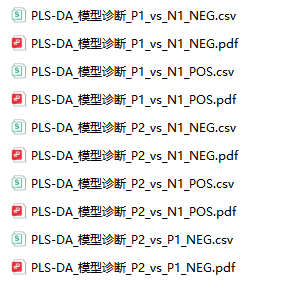 PLS-DA_模型诊断_P1_vs_N1_NEG.csv
PLS-DA_模型诊断_P1_vs_N1_NEG.pdf
PLS-DA_模型诊断_P1_vs_N1_POS.csv
PLS-DA_模型诊断_P1_vs_N1_POS.pdf
PLS-DA_模型诊断_P2_vs_N1_NEG.csv
PLS-DA_模型诊断_P2_vs_N1_NEG.pdf
PLS-DA_模型诊断_P2_vs_N1_POS.csv
PLS-DA_模型诊断_P2_vs_N1_POS.pdf
PLS-DA_模型诊断_P2_vs_P1_NEG.csv
PLS-DA_模型诊断_P2_vs_P1_NEG.pdf